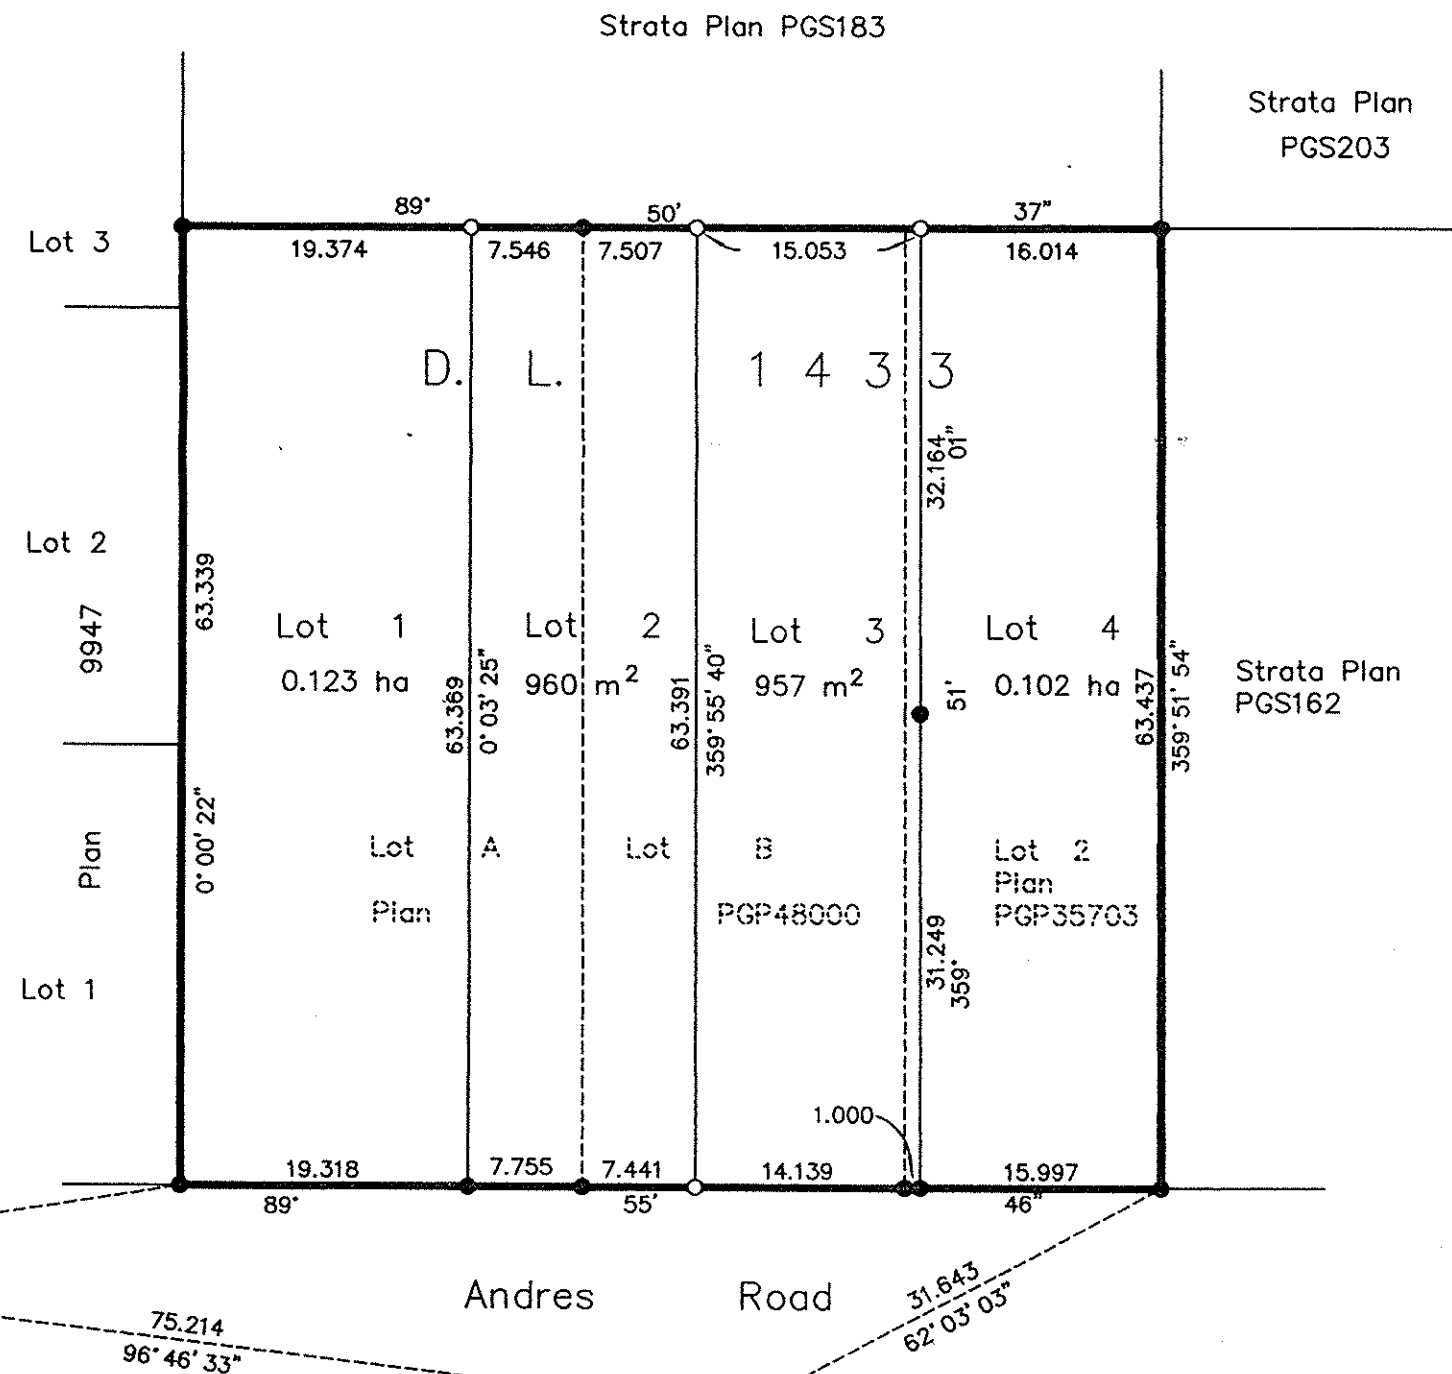 Strata Plan PGS183
Strata Plan
PGS203
89° 50' 37"
Lot 3
19.374 7.546 7.507 15.053 16.014
D. L. 1 4 3 3
32.164
01"
Lot 2
9947
63.339
Lot 1
0.123 ha
Lot 2
960 m²
Lot 3
957 m²
Lot 4
0.102 ha
63.369
0° 03' 25"
63.391
359° 55' 40"
51'
63.437
359° 51' 54"
Strata Plan
PGS162
Plan
0° 00' 22"
Lot A
Lot B
Plan PGP48000
Lot 2
Plan
PGP35703
31.249
359°
Lot 1
1.000
19.318 7.755 7.441 14.139 15.997
89° 55' 46"
Andres Road
31.643
62° 03' 03"
75.214
96° 46' 33"